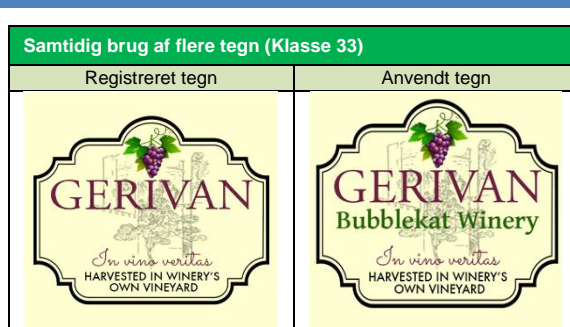 Samtidig brug af flere tegn (Klasse 33)
Registreret tegn
Anvendt tegn
GERIVAN
In vino veritas
HARVESTED IN WINERY'S
OWN VINEYARD
GERIVAN
Bubblekat Winery
In vino veritas
HARVESTED IN WINERY'S
OWN VINEYARD